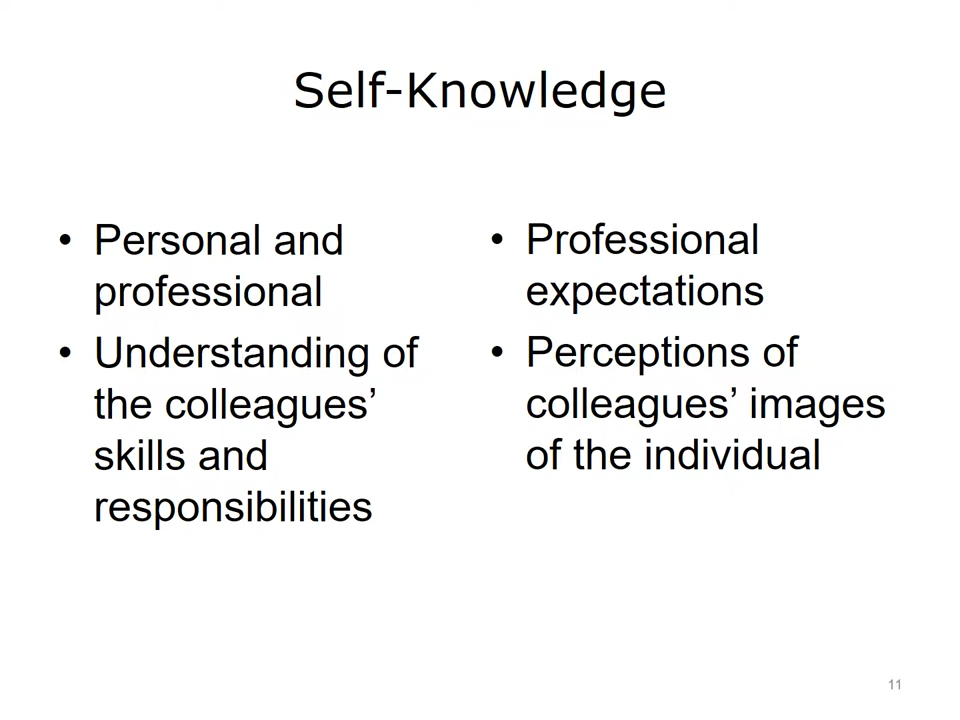 Self-Knowledge
• Personal and
professional
• Understanding of
the colleagues’
skills and
responsibilities
• Professional
expectations
• Perceptions of
colleagues’ images
of the individual
11